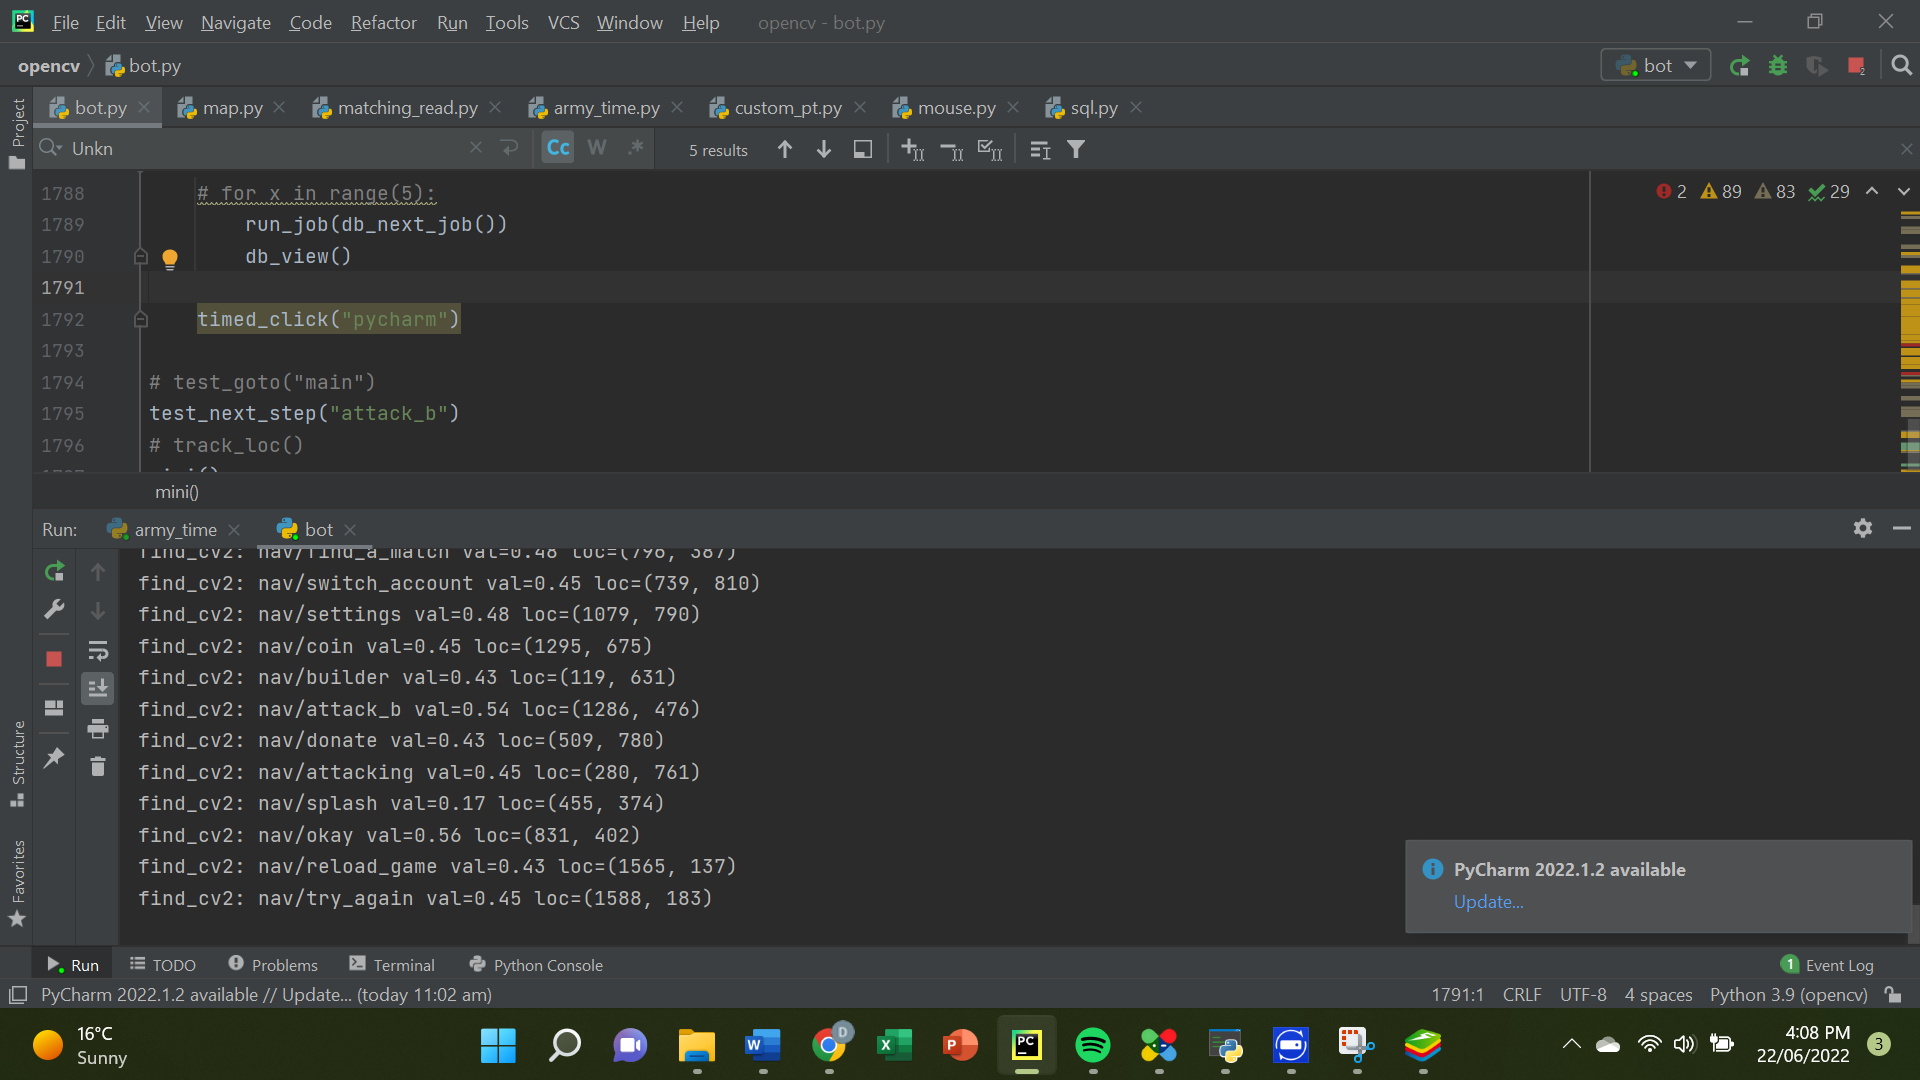 File Edit View Navigate Code Refactor Run Tools VCS Window Help opencv - bot.py
opencv bot.py bot
bot.py map.py matching_read.py army_time.py custom_pt.py mouse.py sql.py
Unkn Cc W .* 5 results
1788 # for x in range(5): 2 89 83 29
1789 run_job(db_next_job())
1790 db_view()
1791
1792 timed_click("pycharm")
1793
1794 # test_goto("main")
1795 test_next_step("attack_b")
1796 # track_loc()
mini()
Run: army_time bot
find_cv2: nav/find_a_match val=0.48 loc=(796, 387)
find_cv2: nav/switch_account val=0.45 loc=(739, 810)
find_cv2: nav/settings val=0.48 loc=(1079, 790)
find_cv2: nav/coin val=0.45 loc=(1295, 675)
find_cv2: nav/builder val=0.43 loc=(119, 631)
find_cv2: nav/attack_b val=0.54 loc=(1286, 476)
find_cv2: nav/donate val=0.43 loc=(509, 780)
find_cv2: nav/attacking val=0.45 loc=(280, 761)
find_cv2: nav/splash val=0.17 loc=(455, 374)
find_cv2: nav/okay val=0.56 loc=(831, 402)
find_cv2: nav/reload_game val=0.43 loc=(1565, 137)
find_cv2: nav/try_again val=0.45 loc=(1588, 183)
Project
Structure
Favorites
PyCharm 2022.1.2 available
Update...
Run TODO Problems Terminal Python Console 1 Event Log
PyCharm 2022.1.2 available // Update... (today 11:02 am) 1791:1 CRLF UTF-8 4 spaces Python 3.9 (opencv)
16°C
Sunny
4:08 PM
22/06/2022
3